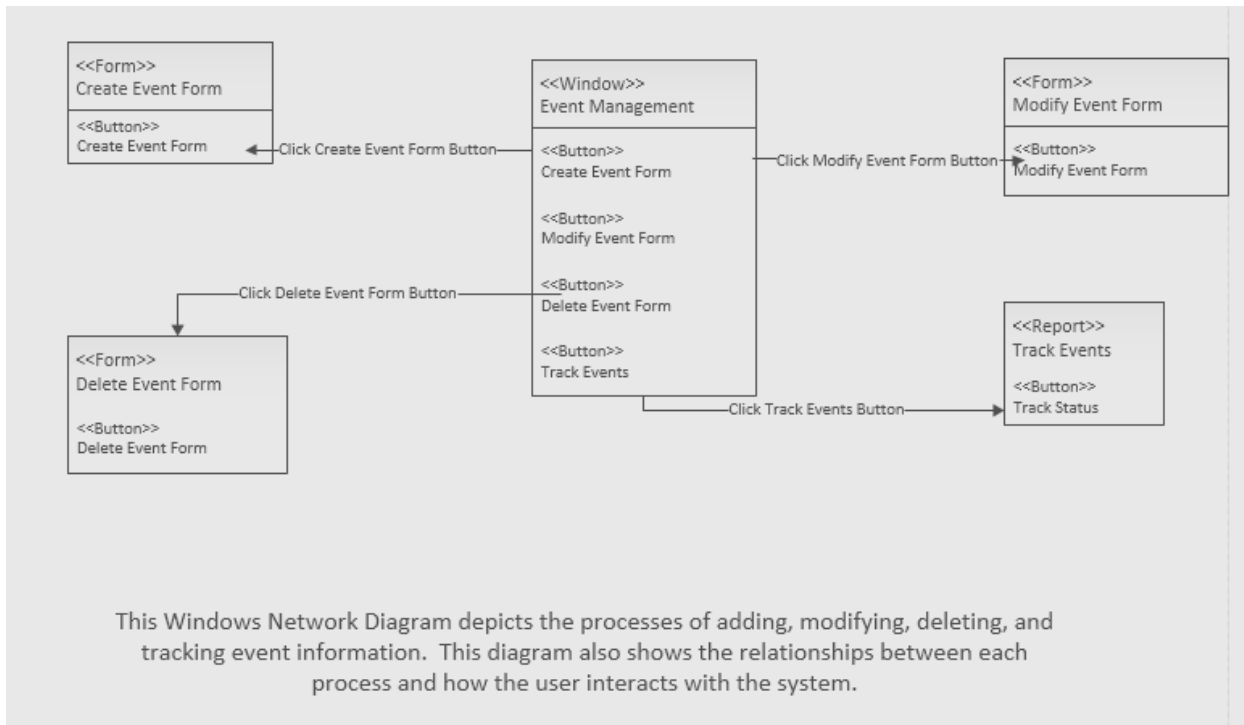 <<Form>>
Create Event Form
<<Button>>
Create Event Form
Click Create Event Form Button
<<Window>>
Event Management
<<Button>>
Create Event Form
<<Button>>
Modify Event Form
<<Button>>
Delete Event Form
<<Button>>
Track Events
Click Modify Event Form Button
<<Form>>
Modify Event Form
<<Button>>
Modify Event Form
Click Delete Event Form Button
<<Form>>
Delete Event Form
<<Button>>
Delete Event Form
Click Track Events Button
<<Report>>
Track Events
<<Button>>
Track Status
This Windows Network Diagram depicts the processes of adding, modifying, deleting, and
tracking event information. This diagram also shows the relationships between each
process and how the user interacts with the system.